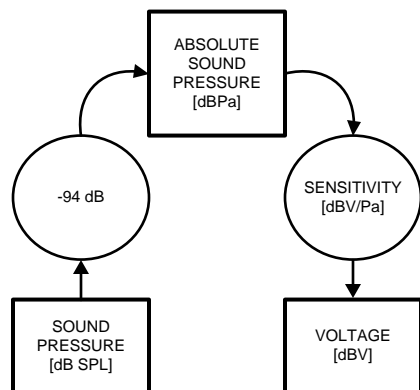 ABSOLUTE
SOUND
PRESSURE
[dBPa]
-94 dB
SENSITIVITY
[dBV/Pa]
SOUND
PRESSURE
[dB SPL]
VOLTAGE
[dBV]